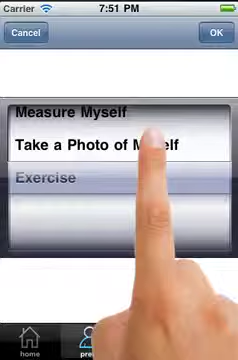 Carrier 7:51 PM
Cancel OK
Measure Myself
Take a Photo of Myself
Exercise
home